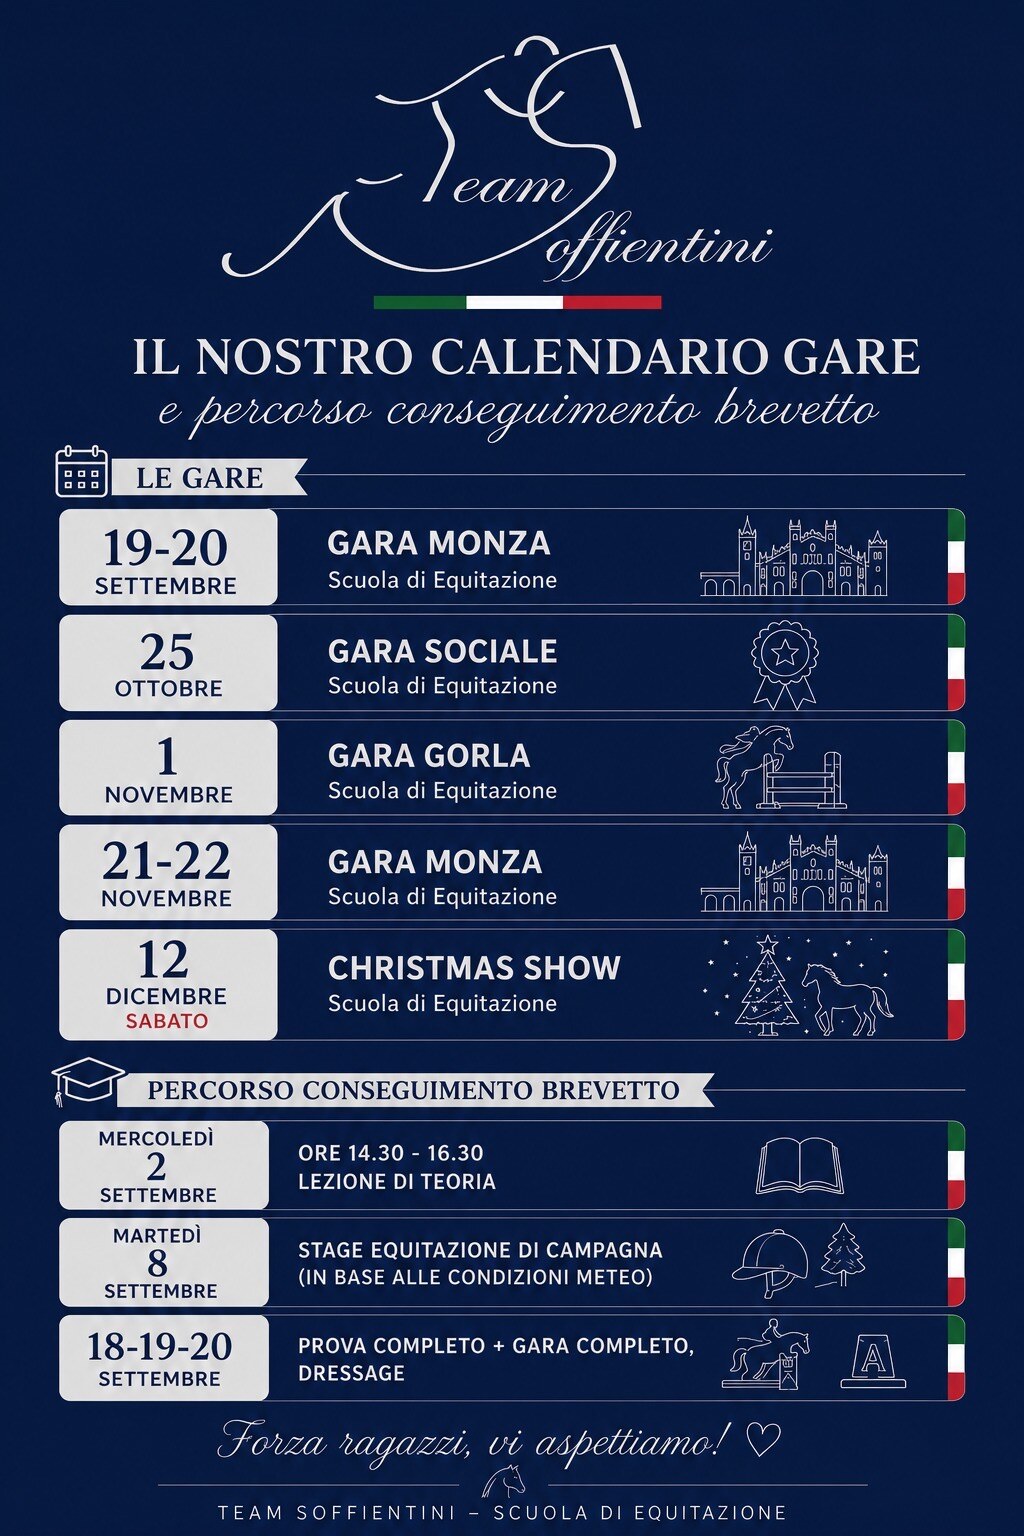 Team
Soffientini
IL NOSTRO CALENDARIO GARE
e percorso conseguimento brevetto
LE GARE
19-20
SETTEMBRE
GARA MONZA
Scuola di Equitazione
25
OTTOBRE
GARA SOCIALE
Scuola di Equitazione
1
NOVEMBRE
GARA GORLA
Scuola di Equitazione
21-22
NOVEMBRE
GARA MONZA
Scuola di Equitazione
12
DICEMBRE
SABATO
CHRISTMAS SHOW
Scuola di Equitazione
PERCORSO CONSEGUIMENTO BREVETTO
MERCOLEDÌ
2
SETTEMBRE
ORE 14.30 - 16.30
LEZIONE DI TEORIA
MARTEDÌ
8
SETTEMBRE
STAGE EQUITAZIONE DI CAMPAGNA
(IN BASE ALLE CONDIZIONI METEO)
18-19-20
SETTEMBRE
PROVA COMPLETO + GARA COMPLETO,
DRESSAGE
A
Forza ragazzi, vi aspettiamo! ♡
TEAM SOFFIENTINI – SCUOLA DI EQUITAZIONE